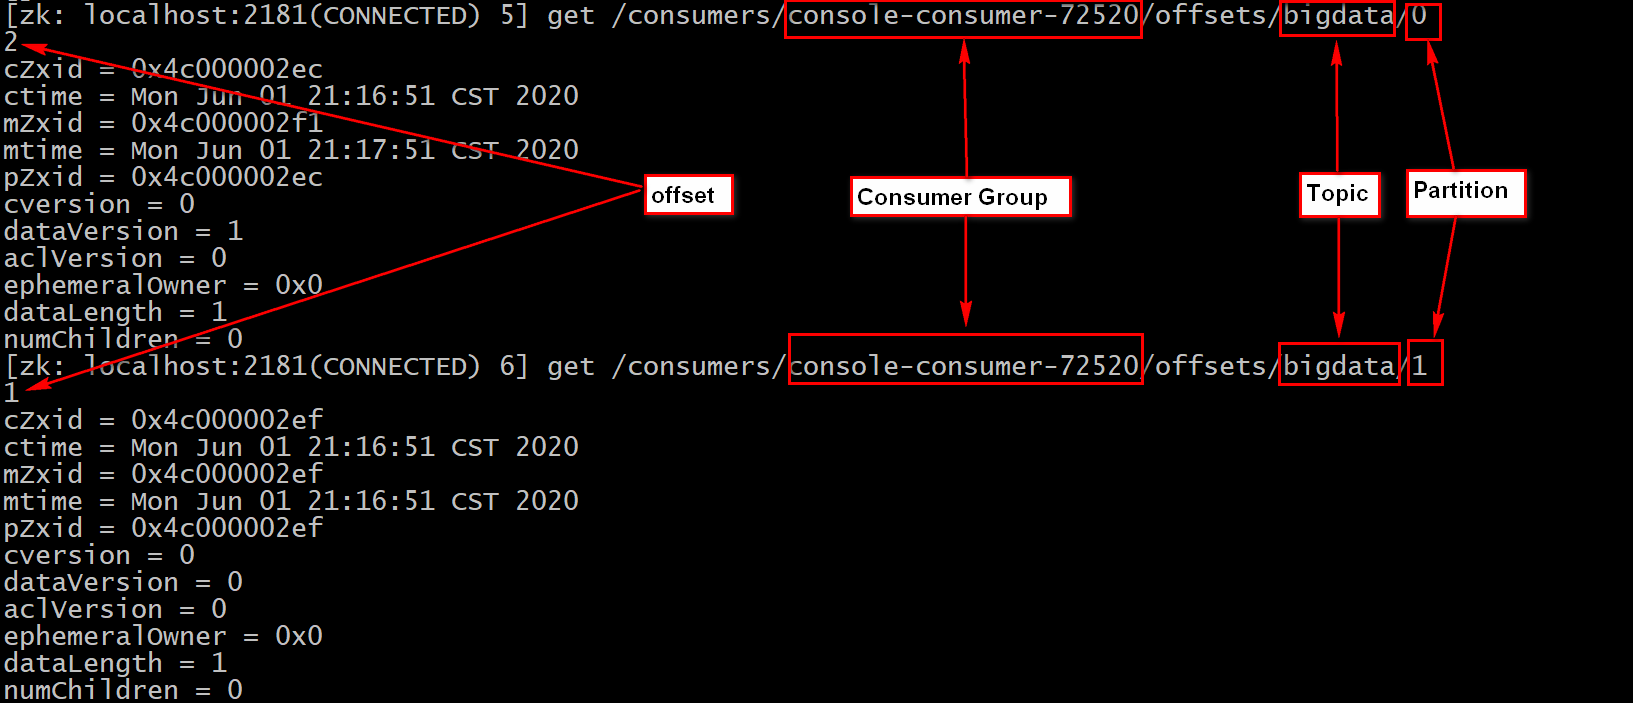 [zk: localhost:2181(CONNECTED) 5] get /consumers/console-consumer-72520/offsets/bigdata/0
2
cZxid = 0x4c000002ec
ctime = Mon Jun 01 21:16:51 CST 2020
mZxid = 0x4c000002f1
mtime = Mon Jun 01 21:17:51 CST 2020
pZxid = 0x4c000002ec
offset
Consumer Group
Topic
Partition
cversion = 0
dataVersion = 1
aclVersion = 0
ephemeralOwner = 0x0
dataLength = 1
numChildren = 0
[zk: localhost:2181(CONNECTED) 6] get /consumers/console-consumer-72520/offsets/bigdata/1
1
cZxid = 0x4c000002ef
ctime = Mon Jun 01 21:16:51 CST 2020
mZxid = 0x4c000002ef
mtime = Mon Jun 01 21:16:51 CST 2020
pZxid = 0x4c000002ef
cversion = 0
dataVersion = 0
aclVersion = 0
ephemeralOwner = 0x0
dataLength = 1
numChildren = 0